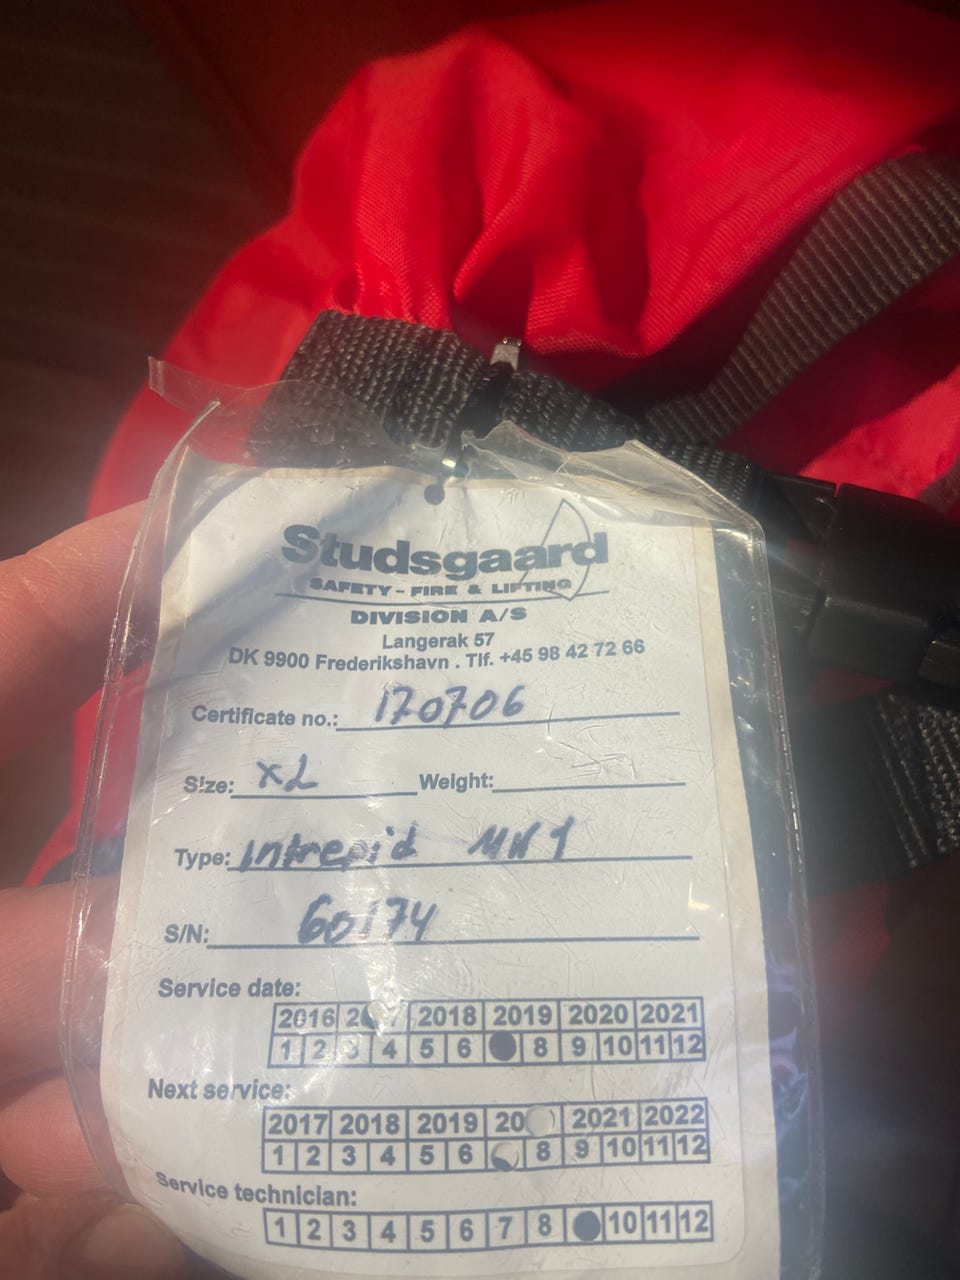 Studsgaard
SAFETY - FIRE & LIFTING
DIVISION A/S
Langerak 57
DK 9900 Frederikshavn . Tlf. +45 98 42 72 66
Certificate no.: 170706
Size: XL Weight:
Type: Intrepid MK 1
S/N: 60174
Service date:
2016 2018 2019 2020 2021
1 2 3 4 5 6 8 9 10 11 12
Next service:
2017 2018 2019 20 2021 2022
1 2 3 4 5 6 8 9 10 11 12
Service technician:
1 2 3 4 5 6 7 8 10 11 12